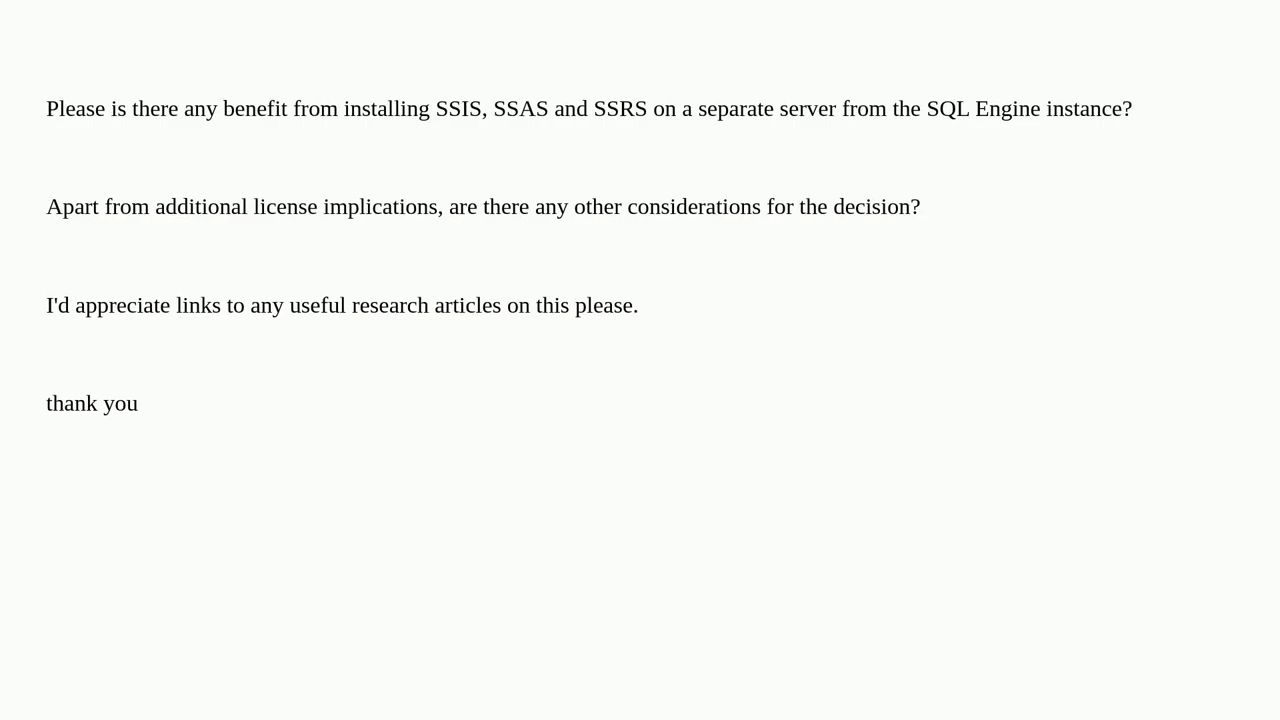 Please is there any benefit from installing SSIS, SSAS and SSRS on a separate server from the SQL Engine instance?
Apart from additional license implications, are there any other considerations for the decision?
I'd appreciate links to any useful research articles on this please.
thank you